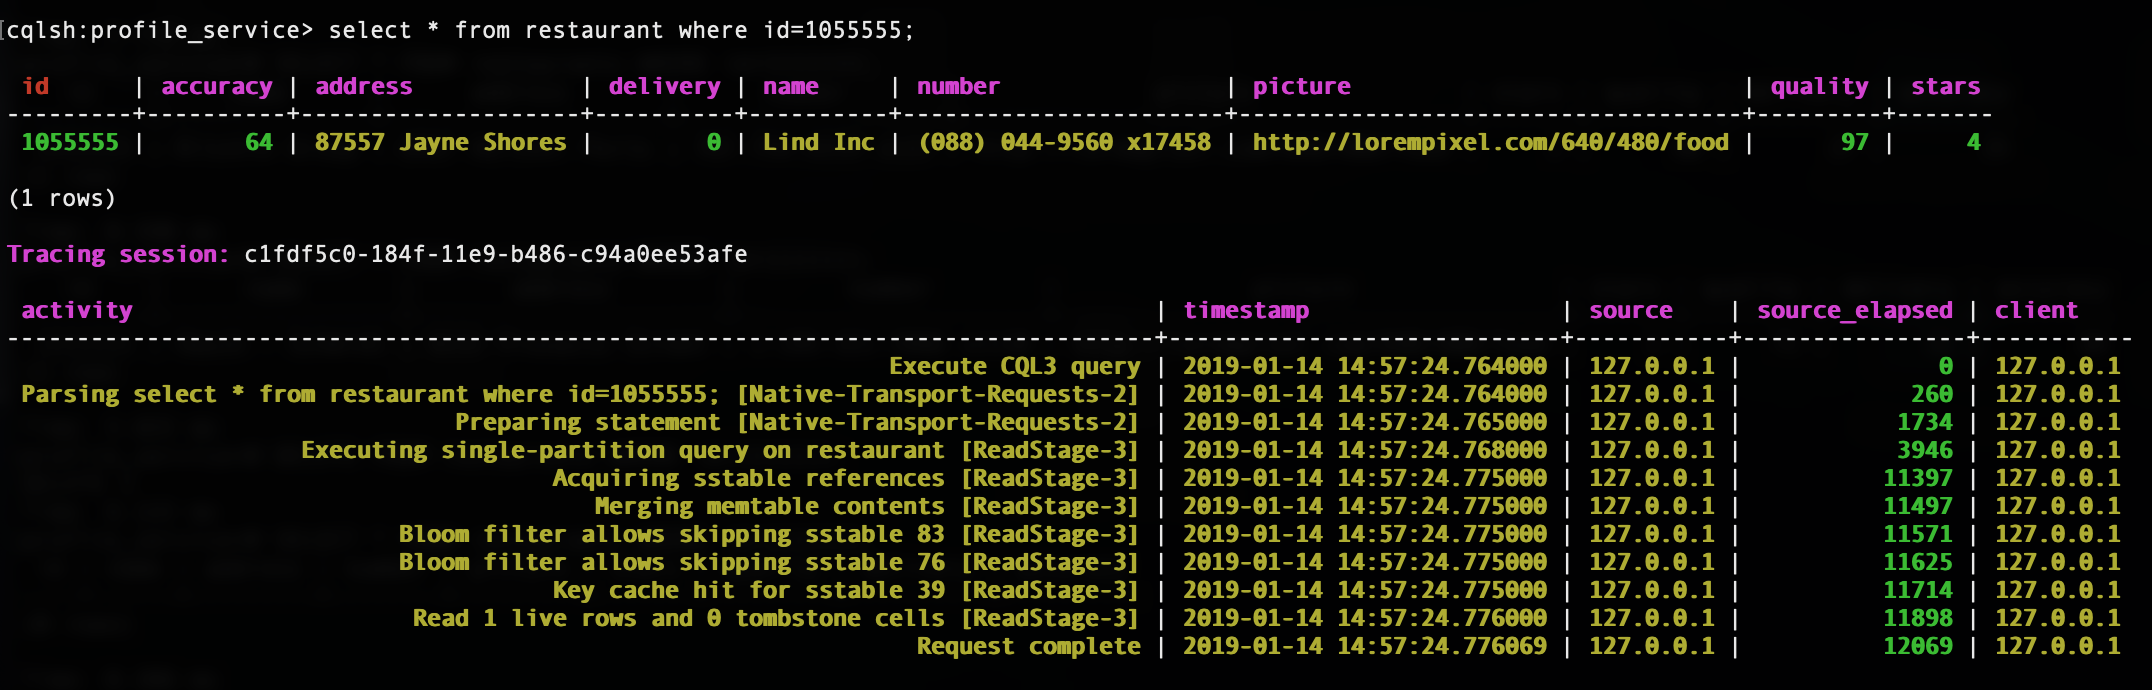 cqlsh:profile_service> select * from restaurant where id=1055555;
id | accuracy | address | delivery | name | number | picture | quality | stars
---------+----------+--------------------+----------+----------+------------------------+------------------------------------+---------+-------
1055555 | 64 | 87557 Jayne Shores | 0 | Lind Inc | (088) 044-9560 x17458 | http://lorempixel.com/640/480/food | 97 | 4
(1 rows)
Tracing session: c1fdf5c0-184f-11e9-b486-c94a0ee53afe
activity | timestamp | source | source_elapsed | client
----------------------------------------------------------------------------------+----------------------------+-----------+----------------+-----------
Execute CQL3 query | 2019-01-14 14:57:24.764000 | 127.0.0.1 | 0 | 127.0.0.1
Parsing select * from restaurant where id=1055555; [Native-Transport-Requests-2] | 2019-01-14 14:57:24.764000 | 127.0.0.1 | 260 | 127.0.0.1
Preparing statement [Native-Transport-Requests-2] | 2019-01-14 14:57:24.765000 | 127.0.0.1 | 1734 | 127.0.0.1
Executing single-partition query on restaurant [ReadStage-3] | 2019-01-14 14:57:24.768000 | 127.0.0.1 | 3946 | 127.0.0.1
Acquiring sstable references [ReadStage-3] | 2019-01-14 14:57:24.775000 | 127.0.0.1 | 11397 | 127.0.0.1
Merging memtable contents [ReadStage-3] | 2019-01-14 14:57:24.775000 | 127.0.0.1 | 11497 | 127.0.0.1
Bloom filter allows skipping sstable 83 [ReadStage-3] | 2019-01-14 14:57:24.775000 | 127.0.0.1 | 11571 | 127.0.0.1
Bloom filter allows skipping sstable 76 [ReadStage-3] | 2019-01-14 14:57:24.775000 | 127.0.0.1 | 11625 | 127.0.0.1
Key cache hit for sstable 39 [ReadStage-3] | 2019-01-14 14:57:24.775000 | 127.0.0.1 | 11714 | 127.0.0.1
Read 1 live rows and 0 tombstone cells [ReadStage-3] | 2019-01-14 14:57:24.776000 | 127.0.0.1 | 11898 | 127.0.0.1
Request complete | 2019-01-14 14:57:24.776069 | 127.0.0.1 | 12069 | 127.0.0.1